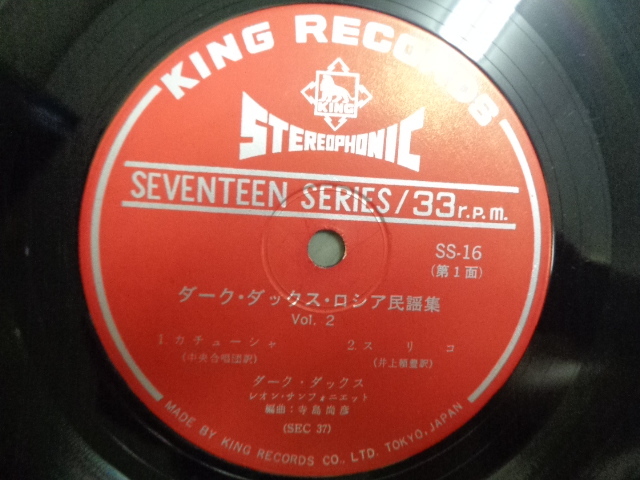 KING RECORDS
KING
STEREOPHONIC
SEVENTEEN SERIES/33 r.p.m.
SS-16
(第1面)
ダーク・ダックス・ロシア民謡集
Vol. 2
1. カチューシャ 2. スリコ
(中央合唱団訳) (井上頼豊訳)
ダーク・ダックス
レオン・サンフォニエット
編曲：寺島尚彦
(SEC 37)
MADE BY KING RECORDS CO., LTD. TOKYO, JAPAN